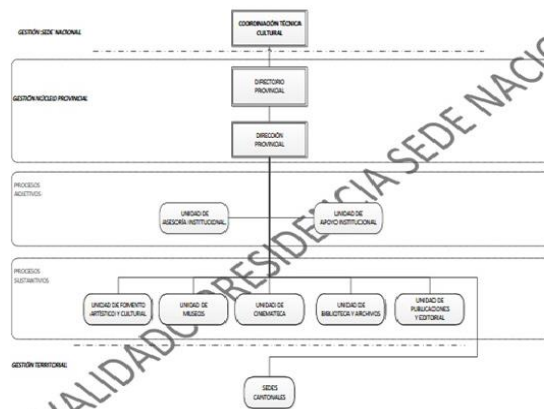 GESTIÓN SEDE NACIONAL
COORDINACIÓN TÉCNICA
CULTURAL
GESTIÓN NÚCLEO PROVINCIAL
DIRECTORIO
PROVINCIAL
DIRECCIÓN
PROVINCIAL
PROCESOS
ADJETIVOS
UNIDAD DE
ASESORÍA INSTITUCIONAL
UNIDAD DE
APOYO INSTITUCIONAL
PROCESOS
SUSTANTIVOS
UNIDAD DE FOMENTO
ARTÍSTICO Y CULTURAL
UNIDAD DE
MUSEOS
UNIDAD DE
CINEMATECA
UNIDAD DE
BIBLIOTECA Y ARCHIVOS
UNIDAD DE
PUBLICACIONES
Y EDITORIAL
GESTIÓN TERRITORIAL
SEDES
CANTONALES
VALIDADO PRESIDENCIA SEDE NACIO